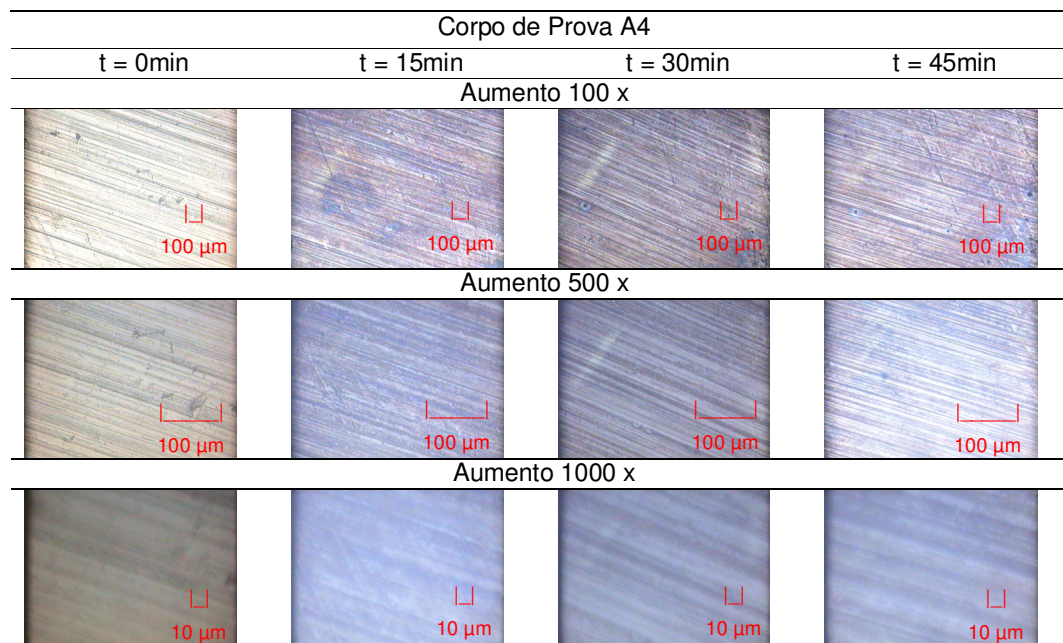 Corpo de Prova A4
t = 0min t = 15min t = 30min t = 45min
Aumento 100 x
100 µm 100 µm 100 µm 100 µm
Aumento 500 x
100 µm 100 µm 100 µm 100 µm
Aumento 1000 x
10 µm 10 µm 10 µm 10 µm